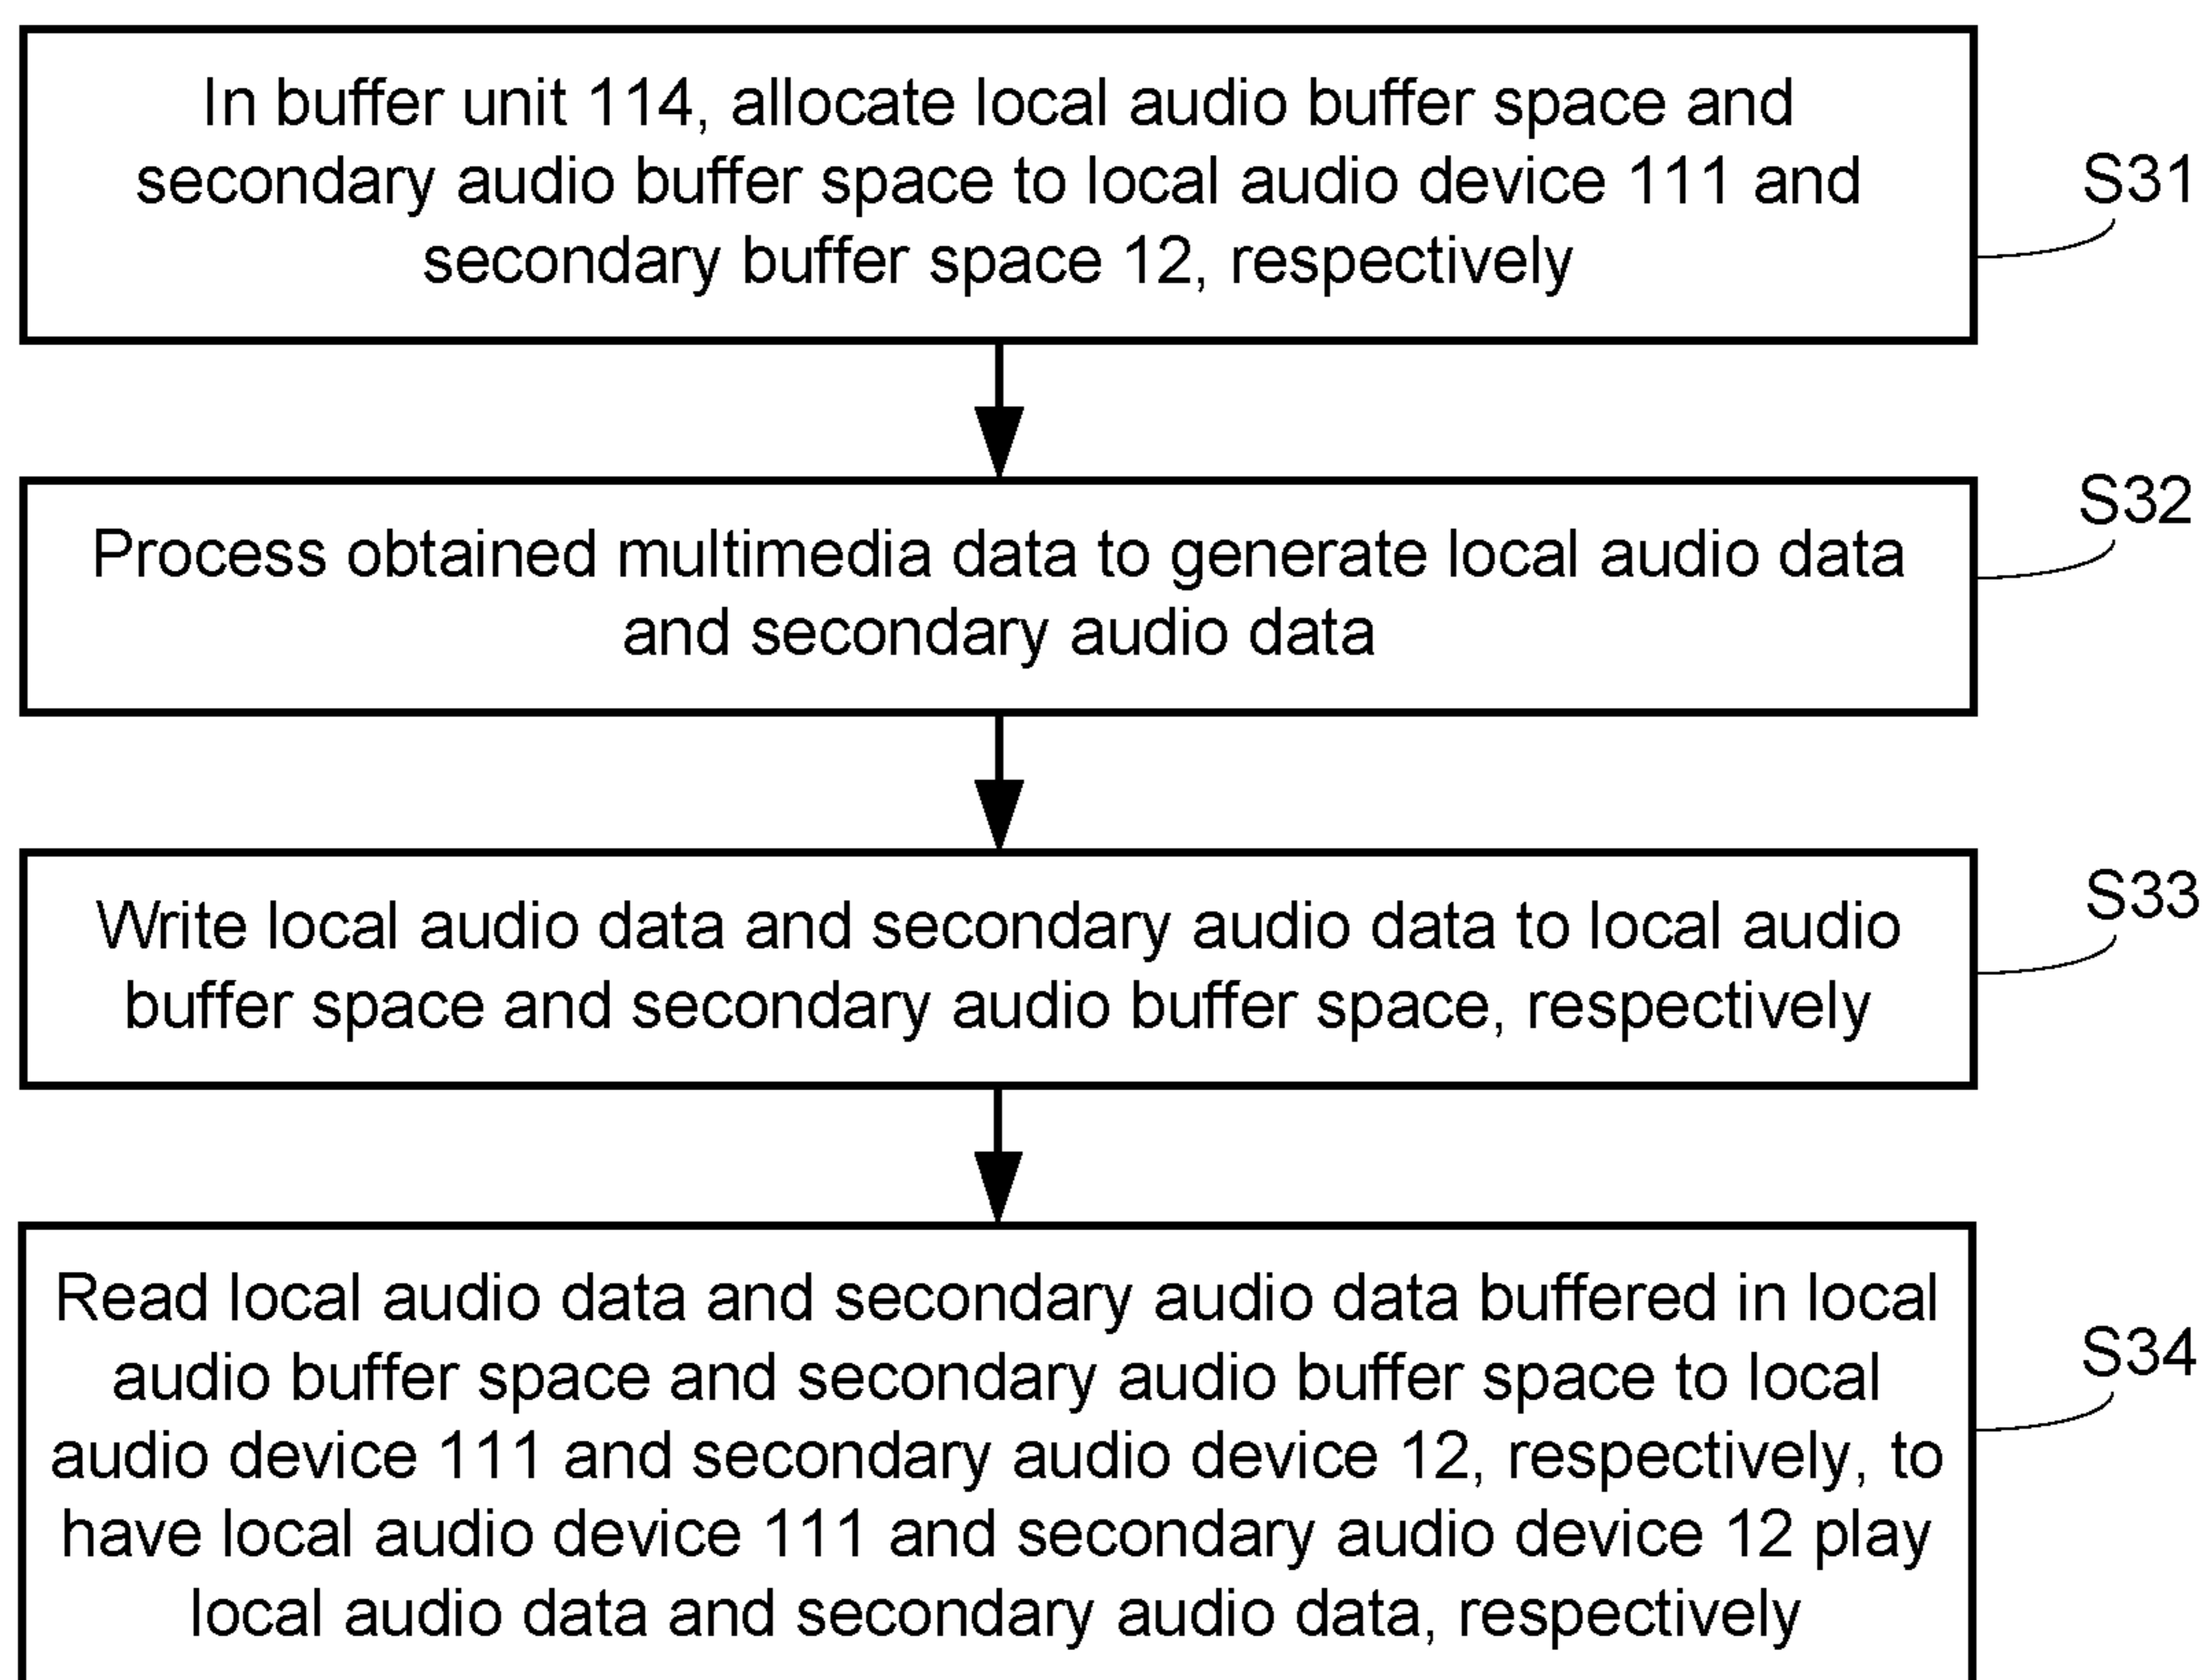 In buffer unit 114, allocate local audio buffer space and
secondary audio buffer space to local audio device 111 and
secondary buffer space 12, respectively
S31
Process obtained multimedia data to generate local audio data
and secondary audio data
S32
Write local audio data and secondary audio data to local audio
buffer space and secondary audio buffer space, respectively
S33
Read local audio data and secondary audio data buffered in local
audio buffer space and secondary audio buffer space to local
audio device 111 and secondary audio device 12, respectively, to
have local audio device 111 and secondary audio device 12 play
local audio data and secondary audio data, respectively
S34